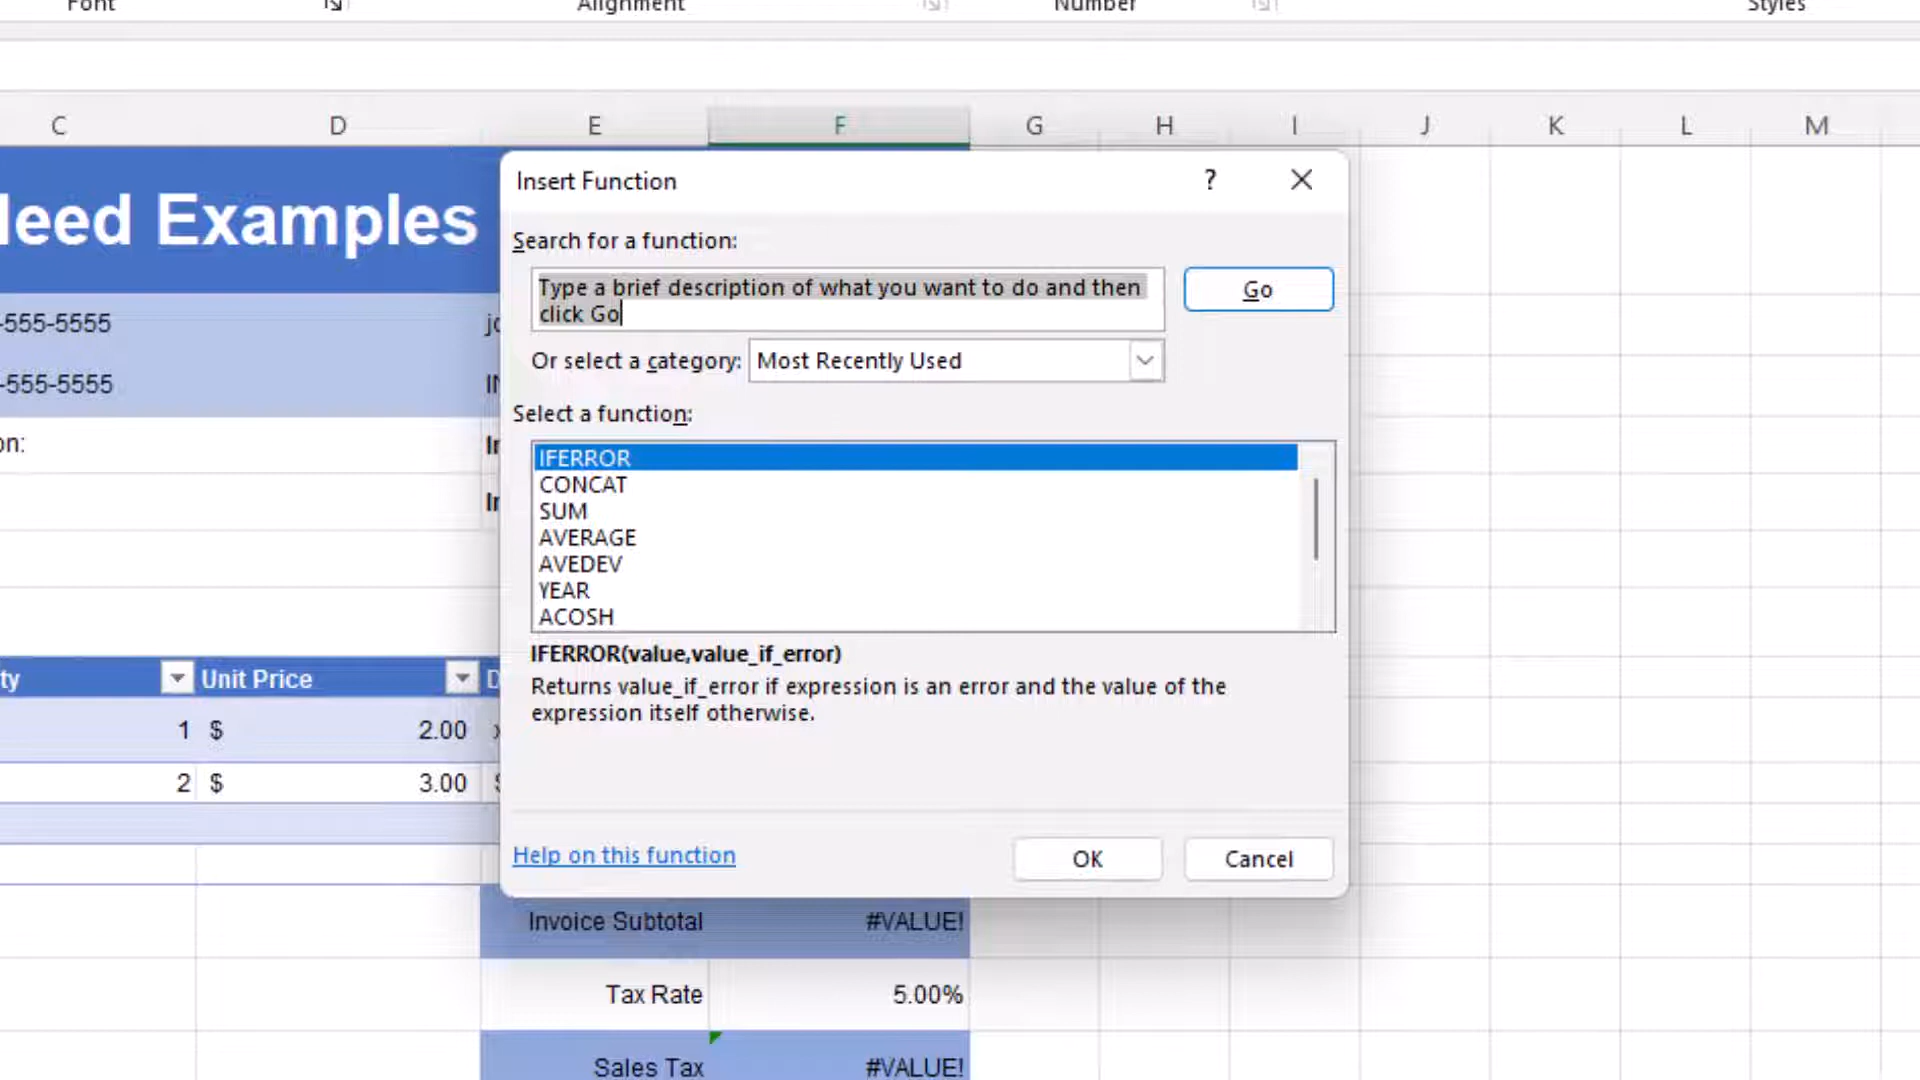 Font
Alignment
Number
Styles
C D E F G H I J K L M
Need Examples
Insert Function ?
Search for a function:
Type a brief description of what you want to do and then
click Go
Go
Or select a category: Most Recently Used
Select a function:
IFERROR
CONCAT
SUM
AVERAGE
AVEDEV
YEAR
ACOSH
IFERROR(value,value_if_error)
Returns value_if_error if expression is an error and the value of the
expression itself otherwise.
Help on this function
OK
Cancel
-555-5555
-555-5555
on:
ty Unit Price D
1 $ 2.00 x
2 $ 3.00 $
Invoice Subtotal #VALUE!
Tax Rate 5.00%
Sales Tax #VALUE!